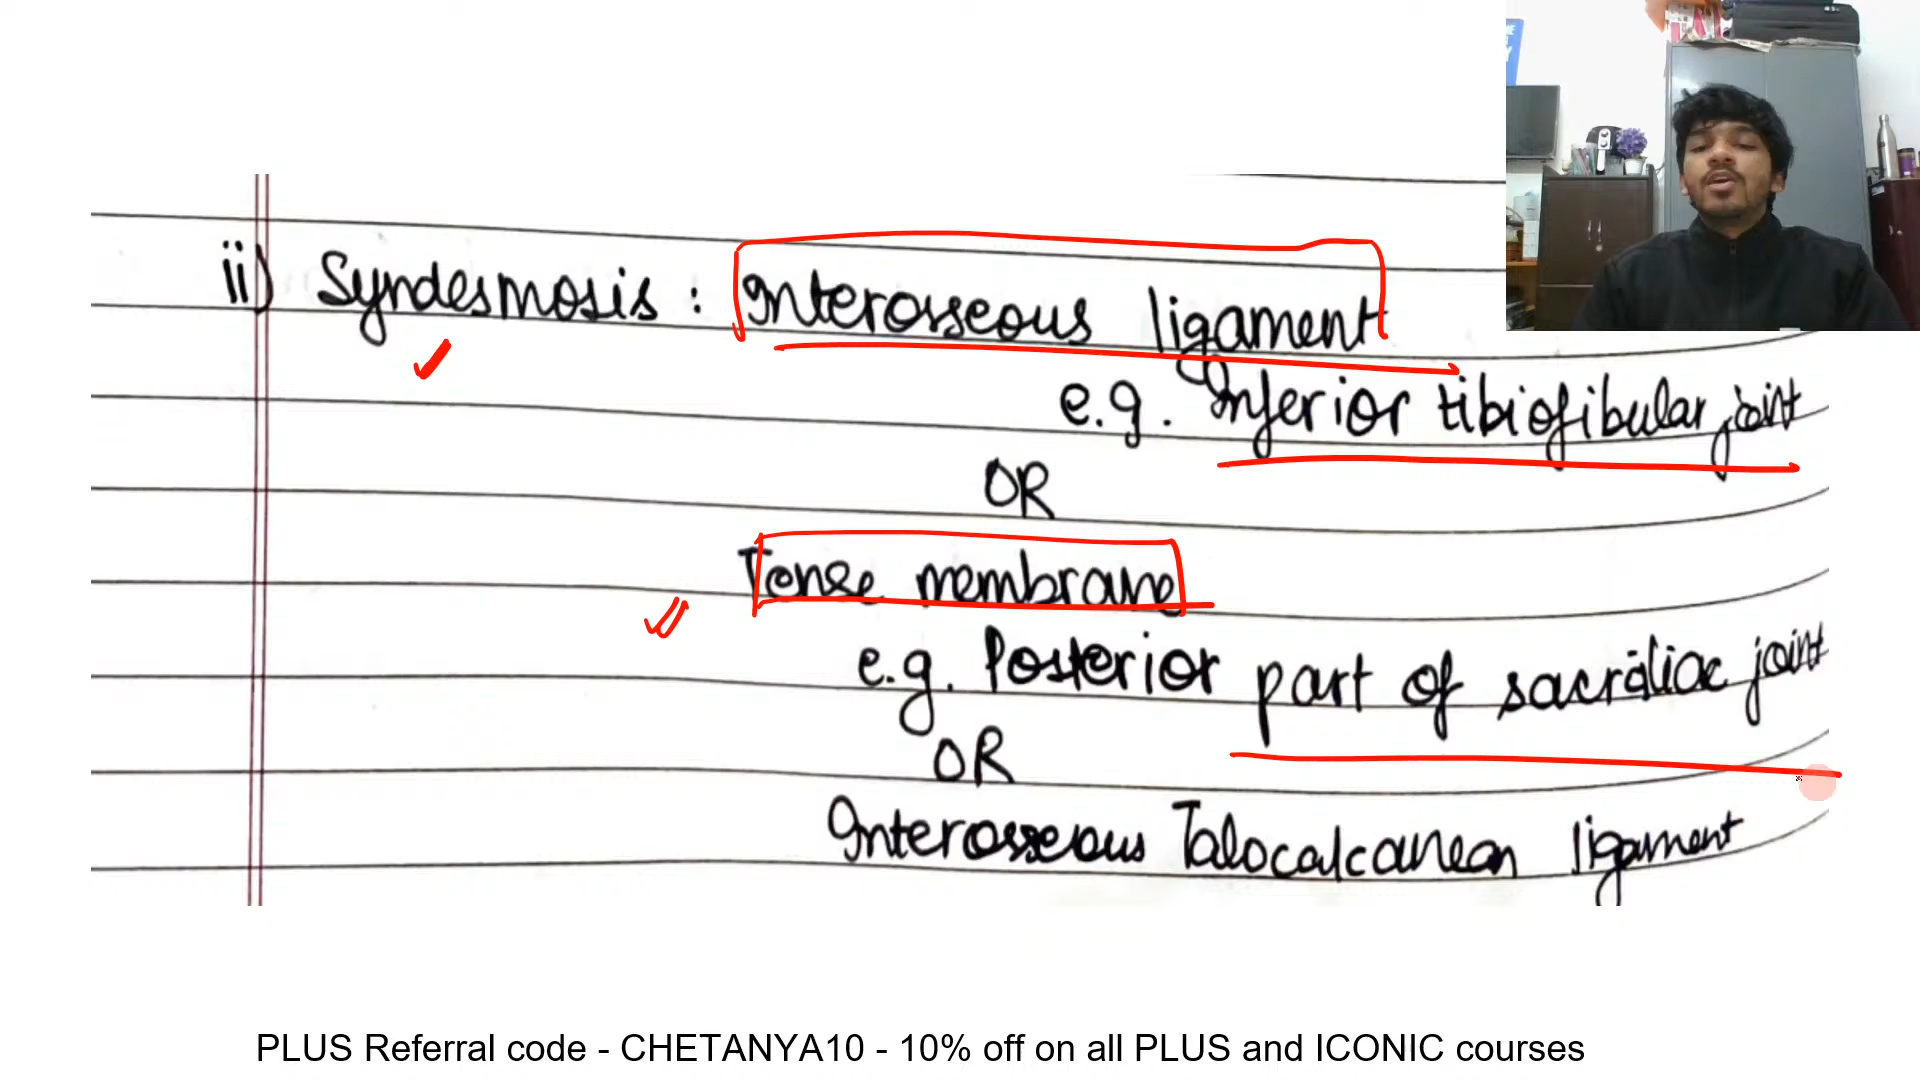 ii) Syndesmosis : Interosseous ligament
e.g. Inferior tibiofibular joint
OR
Tense membrane
e.g. Posterior part of sacroiliac joint
OR
Interosseous Talocalcanean ligament
PLUS Referral code - CHETANYA10 - 10% off on all PLUS and ICONIC courses